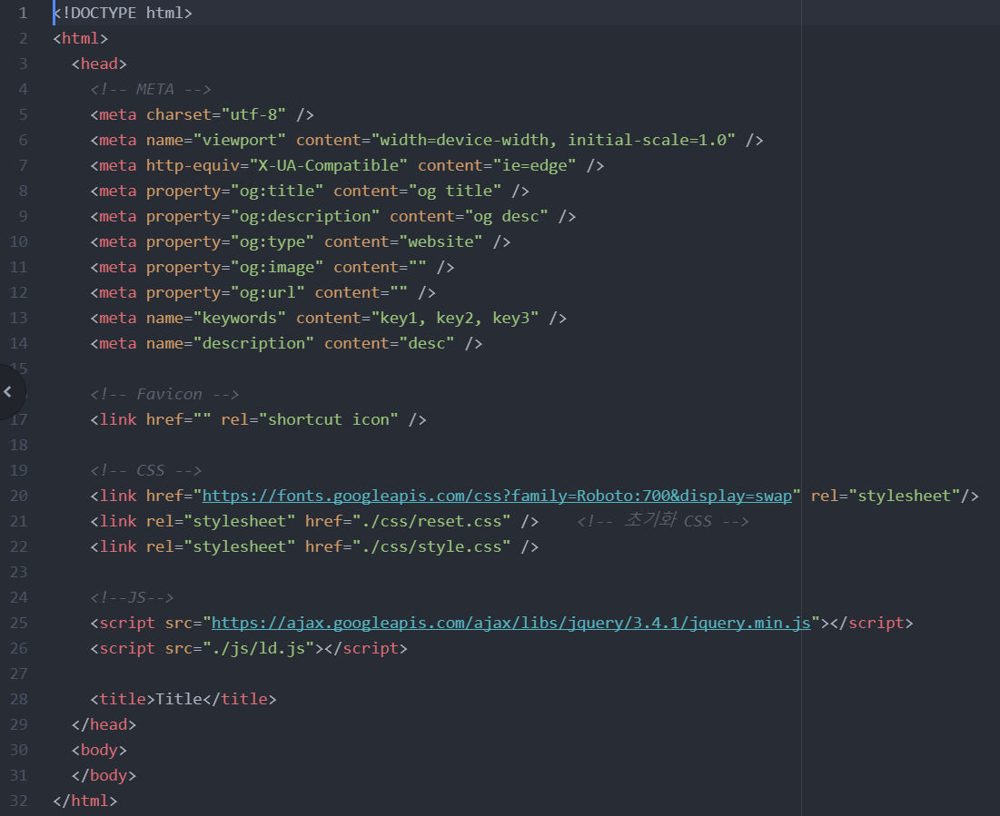 1 <!DOCTYPE html>
2 <html>
3   <head>
4     <!-- META -->
5     <meta charset="utf-8" />
6     <meta name="viewport" content="width=device-width, initial-scale=1.0" />
7     <meta http-equiv="X-UA-Compatible" content="ie=edge" />
8     <meta property="og:title" content="og title" />
9     <meta property="og:description" content="og desc" />
10     <meta property="og:type" content="website" />
11     <meta property="og:image" content="" />
12     <meta property="og:url" content="" />
13     <meta name="keywords" content="key1, key2, key3" />
14     <meta name="description" content="desc" />
15
    <!-- Favicon -->
17     <link href="" rel="shortcut icon" />
18
19     <!-- CSS -->
20     <link href="https://fonts.googleapis.com/css?family=Roboto:700&display=swap" rel="stylesheet"/>
21     <link rel="stylesheet" href="./css/reset.css" />    <!-- 초기화 CSS -->
22     <link rel="stylesheet" href="./css/style.css" />
23
24     <!--JS-->
25     <script src="https://ajax.googleapis.com/ajax/libs/jquery/3.4.1/jquery.min.js"></script>
26     <script src="./js/ld.js"></script>
27
28     <title>Title</title>
29   </head>
30   <body>
31   </body>
32 </html>